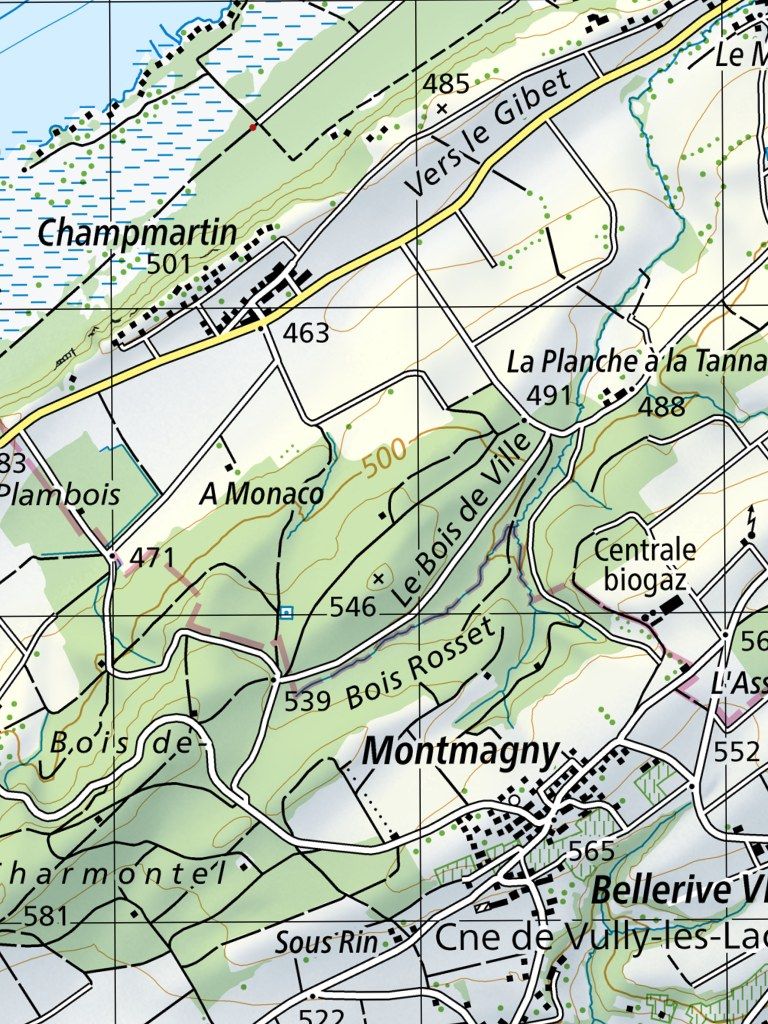 Le M
485
Vers le Gibet
Champmartin
501
463
La Planche à la Tanna
491
488
500
83
Plambois
A Monaco
Le Bois de Ville
471
Centrale
biogaz
546
56
Bois Rosset
539
L'Ass
Bois de
Montmagny
552
565
Charmontel
581
Bellerive Vl
Sous Rin
Cne de Vully-les-Lac
522